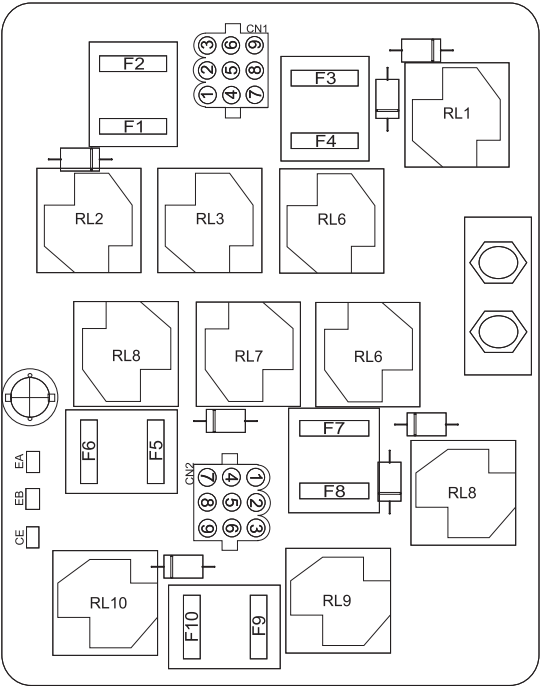 CN1
3 6 9
2 5 8
1 4 7
F2
F1
F3
F4
RL1
RL2
RL3
RL6
RL8
RL7
RL6
F6
F5
F7
F8
CN2
7 4 1
8 5 2
9 6 3
EA
EB
CE
RL8
RL10
RL9
F10
F9